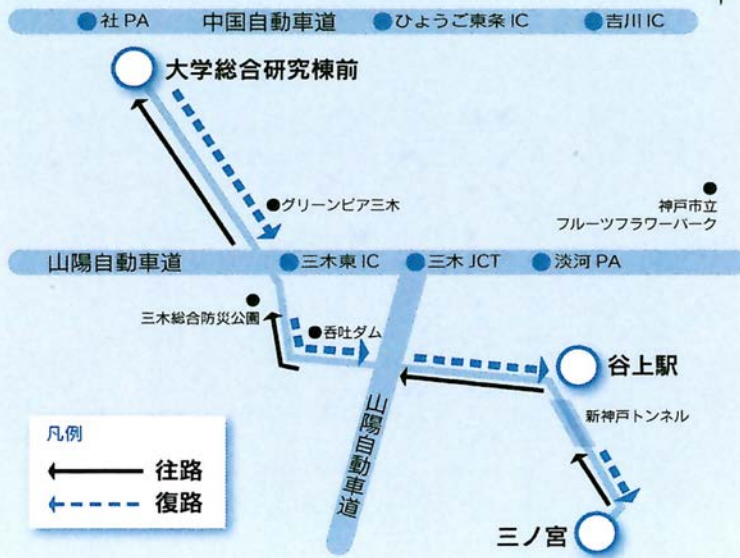 社 PA
中国自動車道
ひょうご東条 IC
吉川 IC
大学総合研究棟前
グリーンピア三木
神戸市立
フルーツフラワーパーク
山陽自動車道
三木東 IC
三木 JCT
淡河 PA
三木総合防災公園
呑吐ダム
谷上駅
新神戸トンネル
山陽自動車道
凡例
往路
復路
三ノ宮